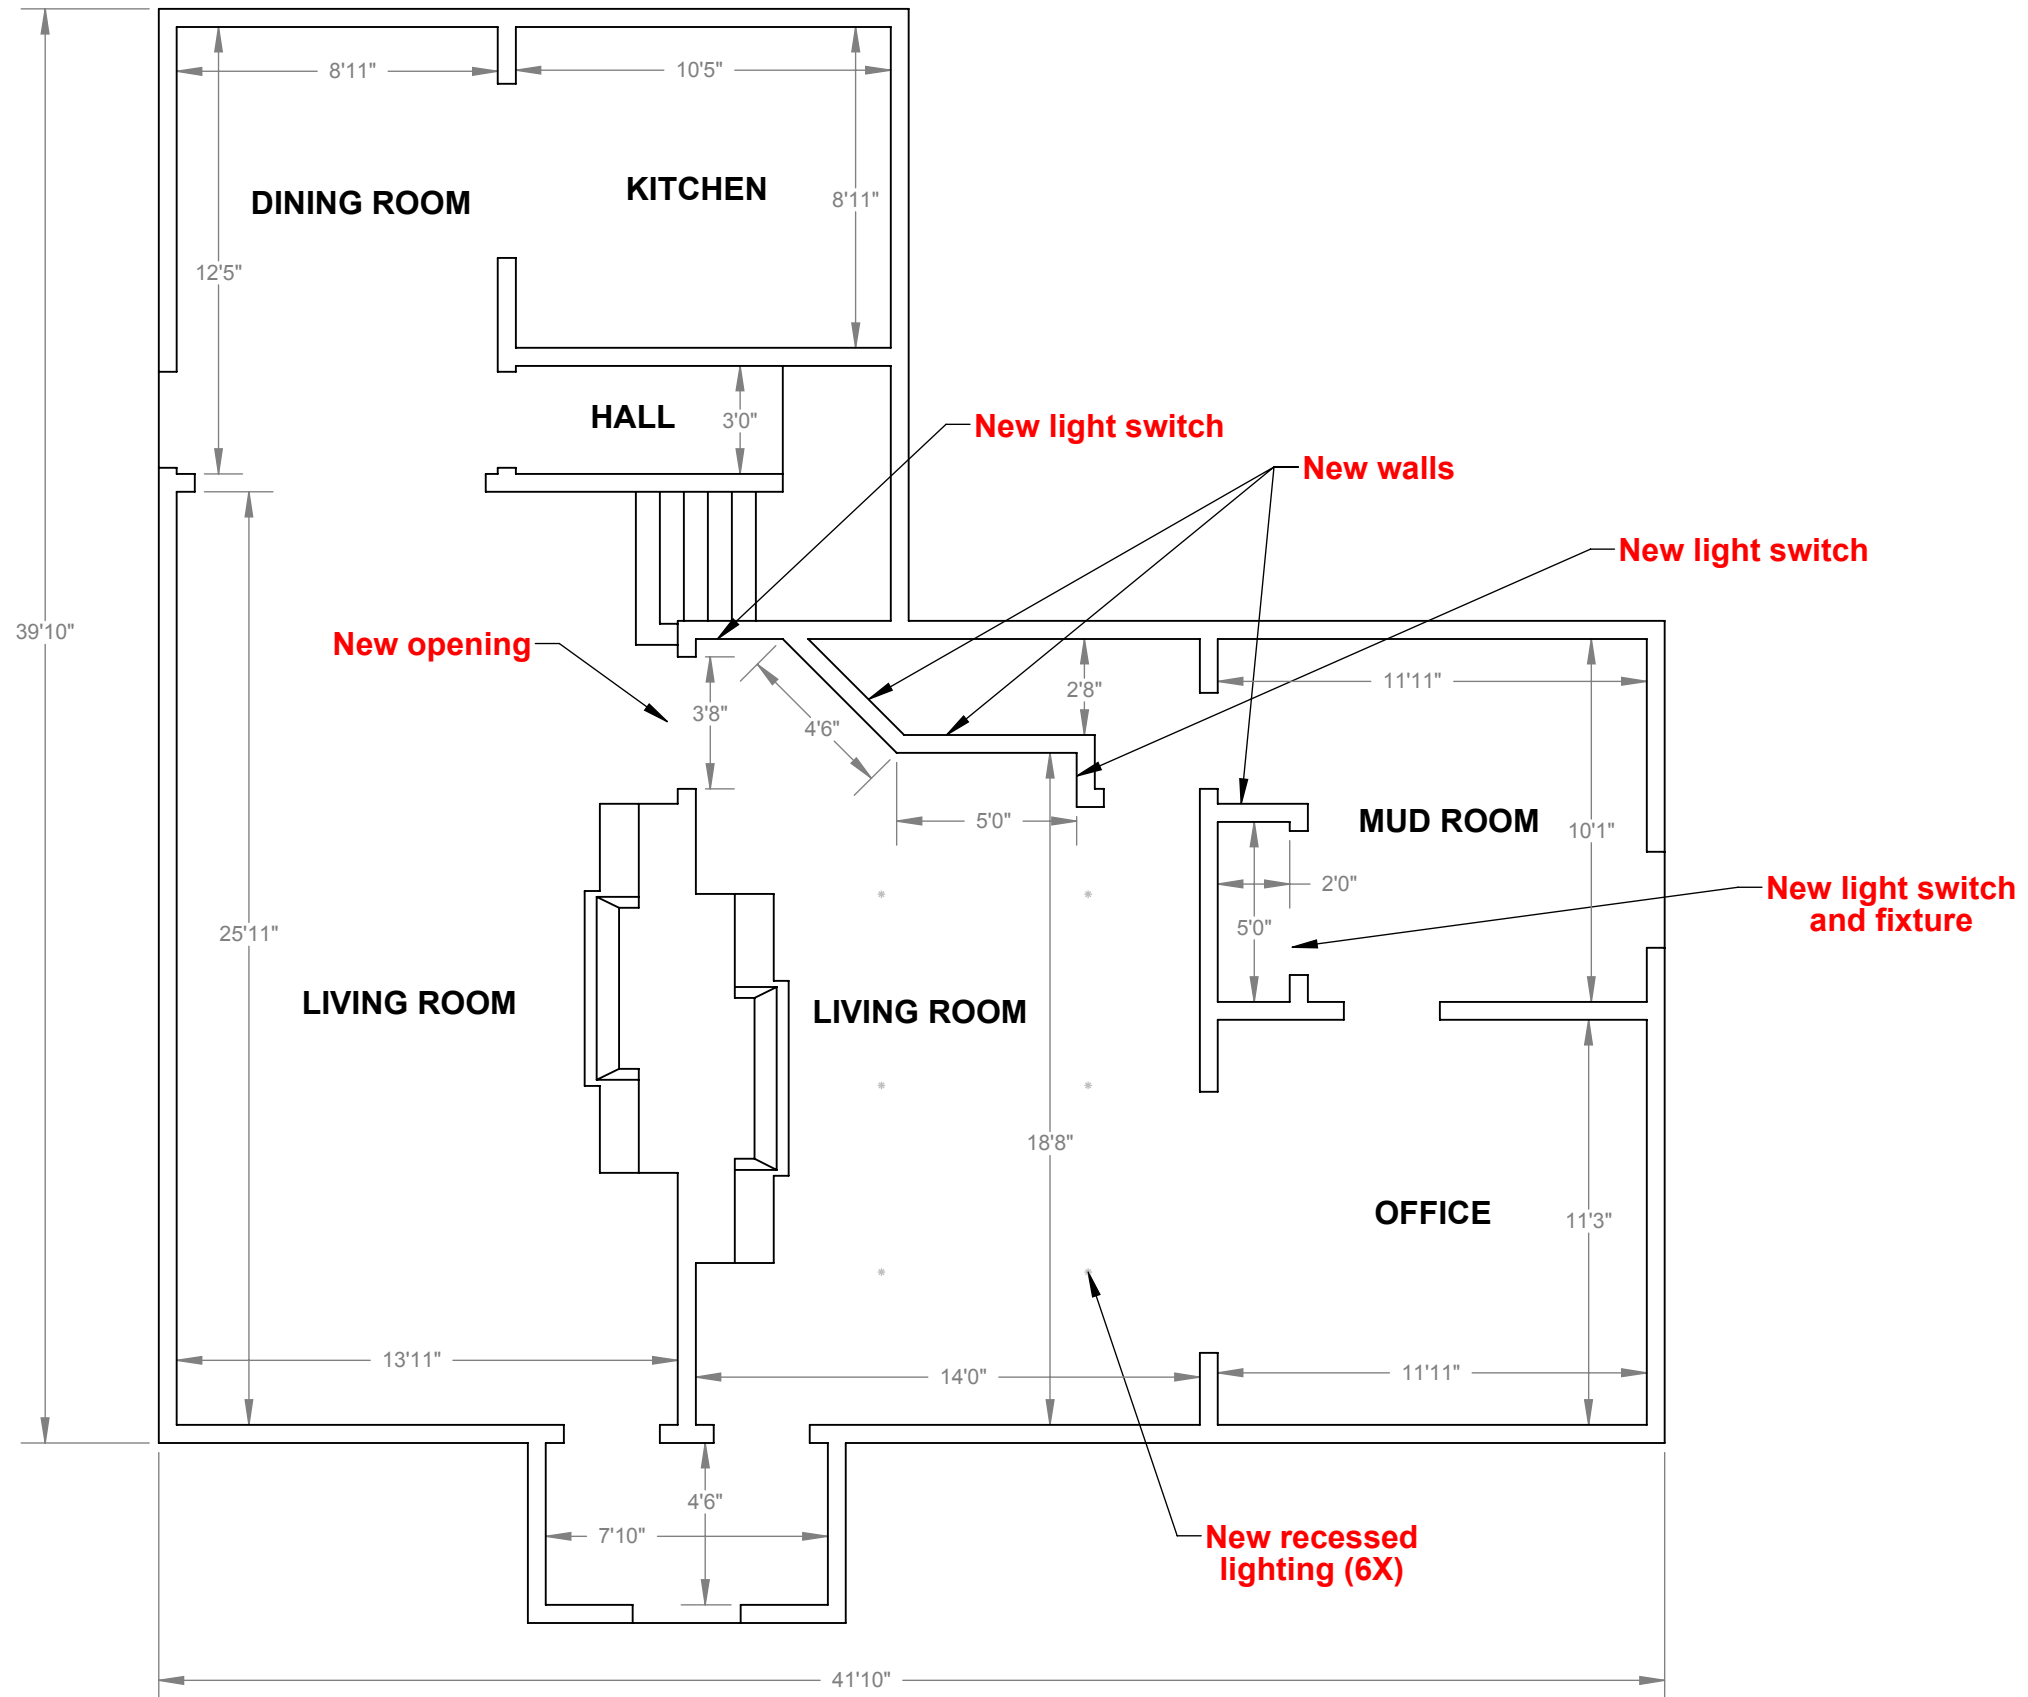 8'11"
10'5"
DINING ROOM
KITCHEN
8'11"
12'5"
HALL
3'0"
New light switch
New walls
New light switch
39'10"
New opening
3'8"
4'6"
2'8"
11'11"
5'0"
MUD ROOM
10'1"
2'0"
New light switch
and fixture
5'0"
25'11"
LIVING ROOM
LIVING ROOM
18'8"
OFFICE
11'3"
13'11"
14'0"
11'11"
4'6"
7'10"
New recessed
lighting (6X)
41'10"